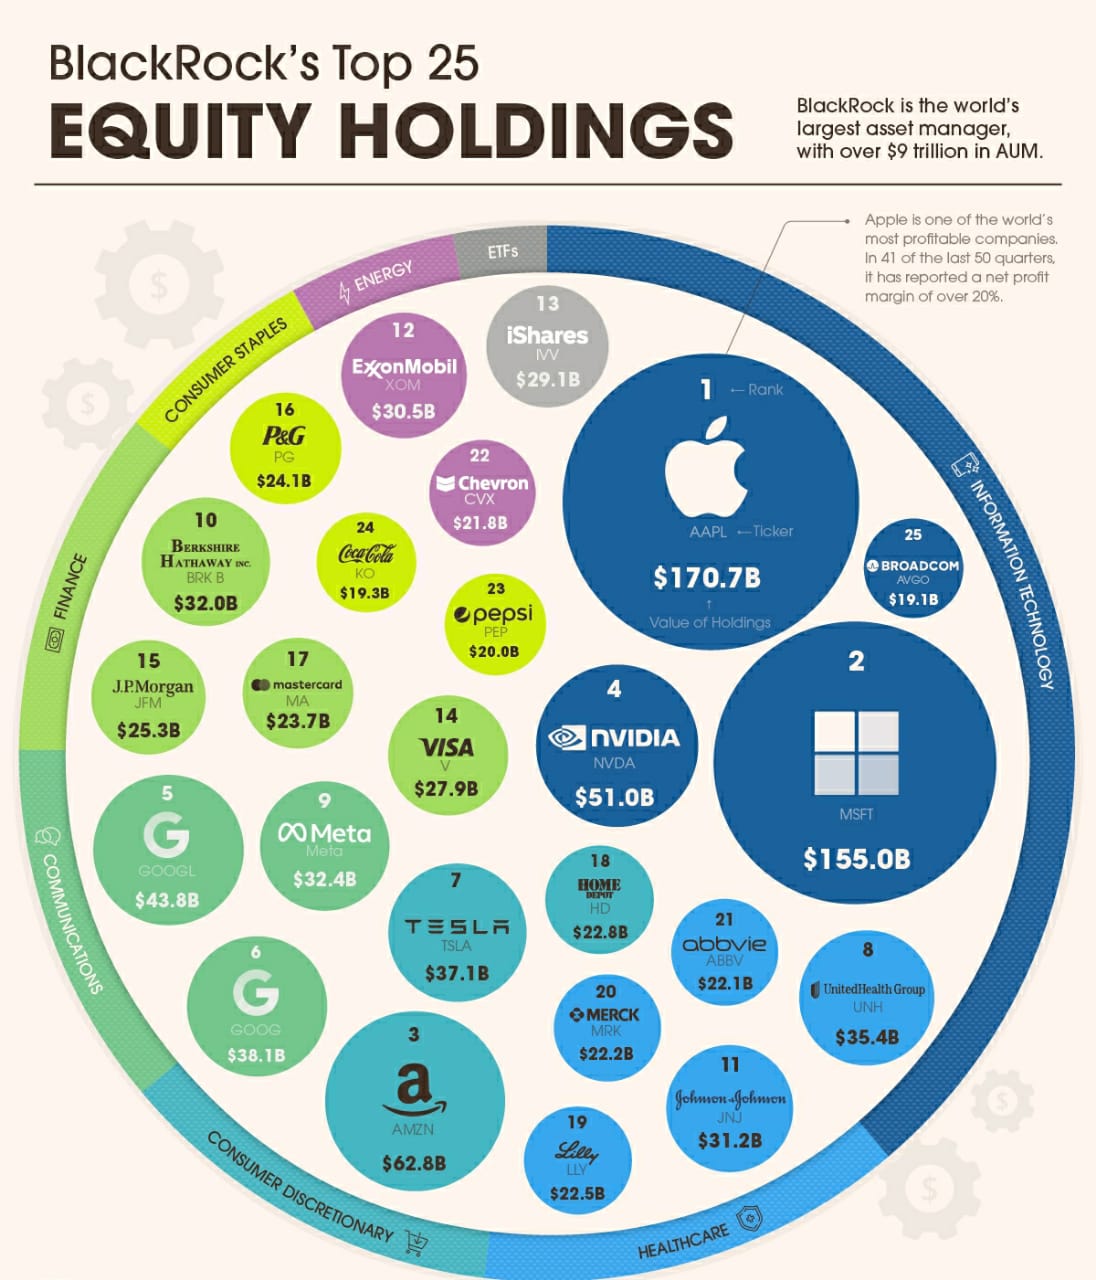 BlackRock's Top 25
EQUITY HOLDINGS
BlackRock is the world's
largest asset manager,
with over $9 trillion in AUM.
Apple is one of the world's
most profitable companies.
In 41 of the last 50 quarters,
it has reported a net profit
margin of over 20%.
ETFs
ENERGY
CONSUMER STAPLES
FINANCE
COMMUNICATIONS
CONSUMER DISCRETIONARY
HEALTHCARE
INFORMATION TECHNOLOGY
13
iShares
IVV
$29.1B
12
ExxonMobil
XOM
$30.5B
1
←Rank
AAPL
←Ticker
$170.7B
↑
Value of Holdings
16
P&G
PG
$24.1B
22
Chevron
CVX
$21.8B
10
BERKSHIRE
HATHAWAY INC.
BRK B
$32.0B
24
Coca-Cola
KO
$19.3B
25
BROADCOM
AVGO
$19.1B
23
pepsi
PEP
$20.0B
15
J.P.Morgan
JFM
$25.3B
17
mastercard
MA
$23.7B
2
MSFT
$155.0B
4
NVIDIA
NVDA
$51.0B
14
VISA
V
$27.9B
5
G
GOOGL
$43.8B
9
Meta
Meta
$32.4B
7
TESLA
TSLA
$37.1B
18
THE
HOME
DEPOT
HD
$22.8B
21
abbvie
ABBV
$22.1B
8
UnitedHealth Group
UNH
$35.4B
6
G
GOOG
$38.1B
20
MERCK
MRK
$22.2B
3
a
AMZN
$62.8B
11
Johnson & Johnson
JNJ
$31.2B
19
Lilly
LLY
$22.5B
$
$
$
$